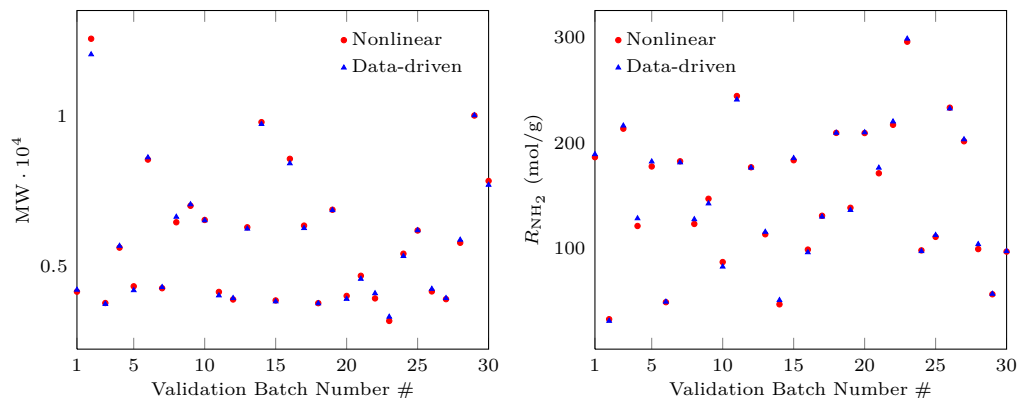 MW · 10⁴
1
0.5
Nonlinear
Data-driven
1 5 10 15 20 25 30
Validation Batch Number #
R_NH₂ (mol/g)
300
200
100
Nonlinear
Data-driven
1 5 10 15 20 25 30
Validation Batch Number #